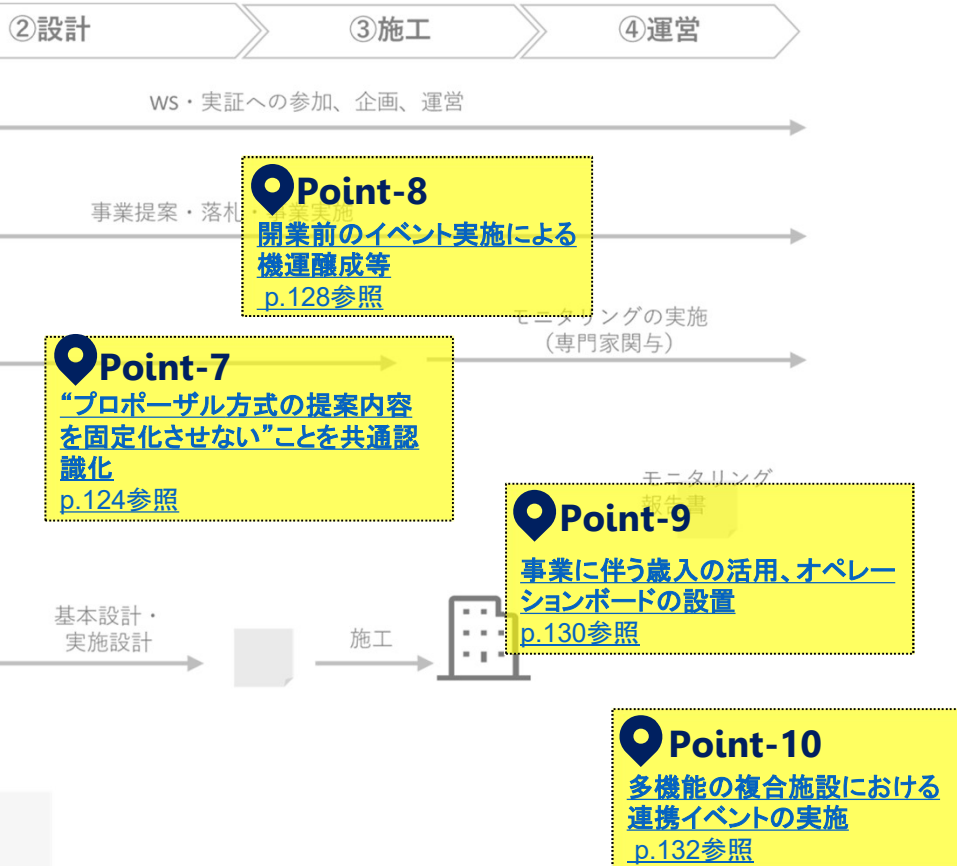 ②設計
③施工
④運営
WS・実証への参加、企画、運営
Point-8
事業提案・落札・事業実施
開業前のイベント実施による
機運醸成等
p.128参照
モニタリングの実施
(専門家関与)
Point-7
“プロポーザル方式の提案内容
を固定化させない”ことを共通認
識化
p.124参照
モニタリング
報告書
Point-9
事業に伴う歳入の活用、オペレー
ションボードの設置
p.130参照
基本設計・
実施設計
施工
Point-10
多機能の複合施設における
連携イベントの実施
p.132参照